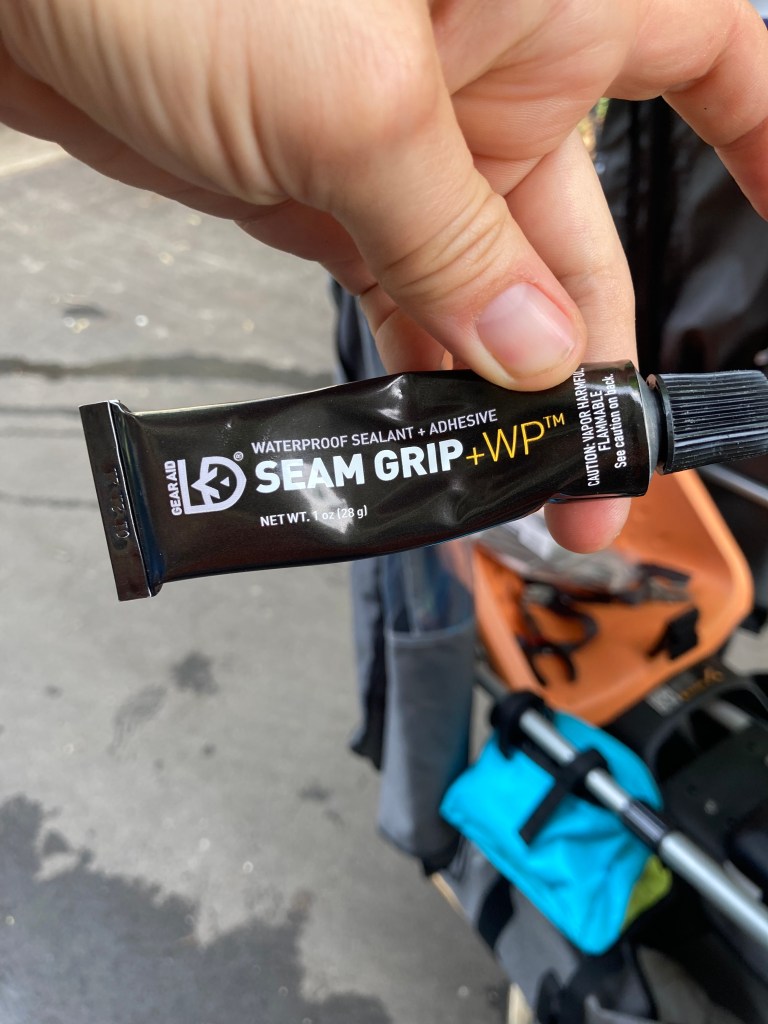 GEAR AID
®
WATERPROOF SEALANT + ADHESIVE
SEAM GRIP+WP™
NET WT. 1 oz (28 g)
CAUTION: VAPOR HARMFUL
FLAMMABLE
See caution on back.